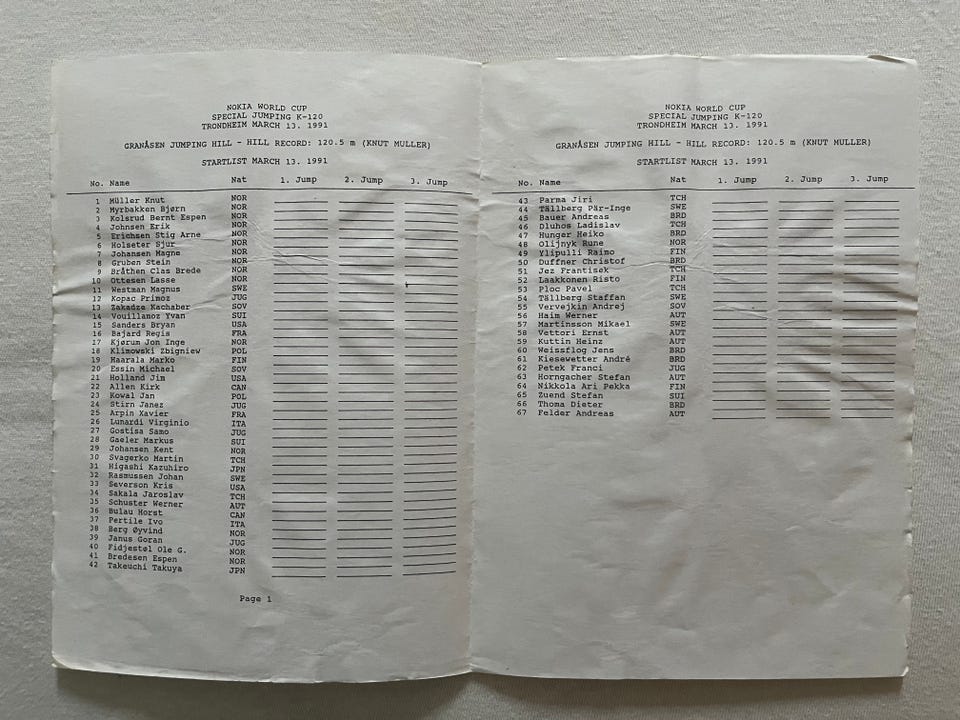 NOKIA WORLD CUP
SPECIAL JUMPING K-120
TRONDHEIM MARCH 13. 1991
GRANÅSEN JUMPING HILL - HILL RECORD: 120.5 m (KNUT MULLER)
STARTLIST MARCH 13. 1991
No. Name Nat 1. Jump 2. Jump 3. Jump
1 Müller Knut NOR
2 Myrbakken Bjørn NOR
3 Kolsrud Bernt Espen NOR
4 Johnsen Erik NOR
5 Erichsen Stig Arne NOR
6 Holseter Sjur NOR
7 Johansen Magne NOR
8 Gruben Stein NOR
9 Bråthen Clas Brede NOR
10 Ottesen Lasse NOR
11 Westman Magnus SWE
12 Kopac Primoz JUG
13 Zakadze Kachaber SOV
14 Vouillamoz Yvan SUI
15 Sanders Bryan USA
16 Bajard Regis FRA
17 Kjørum Jon Inge NOR
18 Klimowski Zbigniew POL
19 Haarala Marko FIN
20 Essin Michael SOV
21 Holland Jim USA
22 Allen Kirk CAN
23 Kowal Jan POL
24 Stirn Janez JUG
25 Arpin Xavier FRA
26 Lunardi Virginio ITA
27 Gostisa Samo JUG
28 Gaeler Markus SUI
29 Johansen Kent NOR
30 Svagerko Martin TCH
31 Higashi Kazuhiro JPN
32 Rasmussen Johan SWE
33 Severson Kris USA
34 Sakala Jaroslav TCH
35 Schuster Werner AUT
36 Bulau Horst CAN
37 Pertile Ivo ITA
38 Berg Øyvind NOR
39 Janus Goran JUG
40 Fidjestøl Ole G. NOR
41 Bredesen Espen NOR
42 Takeuchi Takuya JPN
Page 1
NOKIA WORLD CUP
SPECIAL JUMPING K-120
TRONDHEIM MARCH 13. 1991
GRANÅSEN JUMPING HILL - HILL RECORD: 120.5 m (KNUT MULLER)
STARTLIST MARCH 13. 1991
No. Name Nat 1. Jump 2. Jump 3. Jump
43 Parma Jiri TCH
44 Tällberg Pär-Inge SWE
45 Bauer Andreas BRD
46 Dluhos Ladislav TCH
47 Hunger Heiko BRD
48 Olijnyk Rune NOR
49 Ylipulli Raimo FIN
50 Duffner Christof BRD
51 Jez Frantisek TCH
52 Laakkonen Risto FIN
53 Ploc Pavel TCH
54 Tällberg Staffan SWE
55 Vervejkin Andrej SOV
56 Haim Werner AUT
57 Martinsson Mikael SWE
58 Vettori Ernst AUT
59 Kuttin Heinz AUT
60 Weissflog Jens BRD
61 Kiesewetter André BRD
62 Petek Franci JUG
63 Horngacher Stefan AUT
64 Nikkola Ari Pekka FIN
65 Zuend Stefan SUI
66 Thoma Dieter BRD
67 Felder Andreas AUT